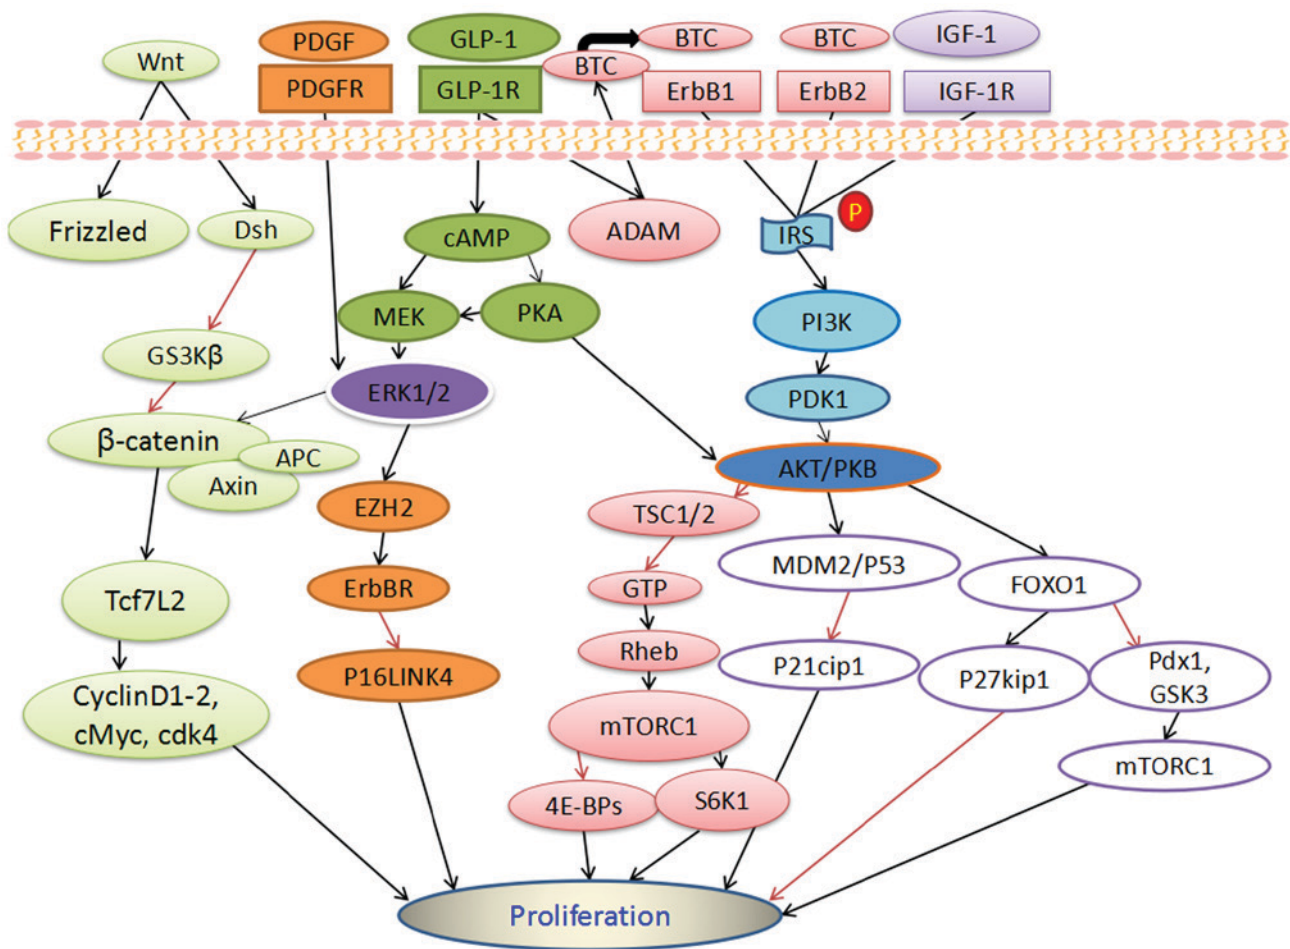 Wnt
PDGF
GLP-1
BTC
BTC
BTC
IGF-1
PDGFR
GLP-1R
ErbB1
ErbB2
IGF-1R
Frizzled
Dsh
cAMP
ADAM
IRS
P
MEK
PKA
PI3K
GS3Kβ
ERK1/2
PDK1
β-catenin
APC
Axin
AKT/PKB
EZH2
TSC1/2
MDM2/P53
FOXO1
Tcf7L2
ErbBR
GTP
Rheb
P21cip1
P27kip1
Pdx1,
GSK3
P16LINK4
CyclinD1-2,
cMyc, cdk4
mTORC1
mTORC1
4E-BPs
S6K1
Proliferation